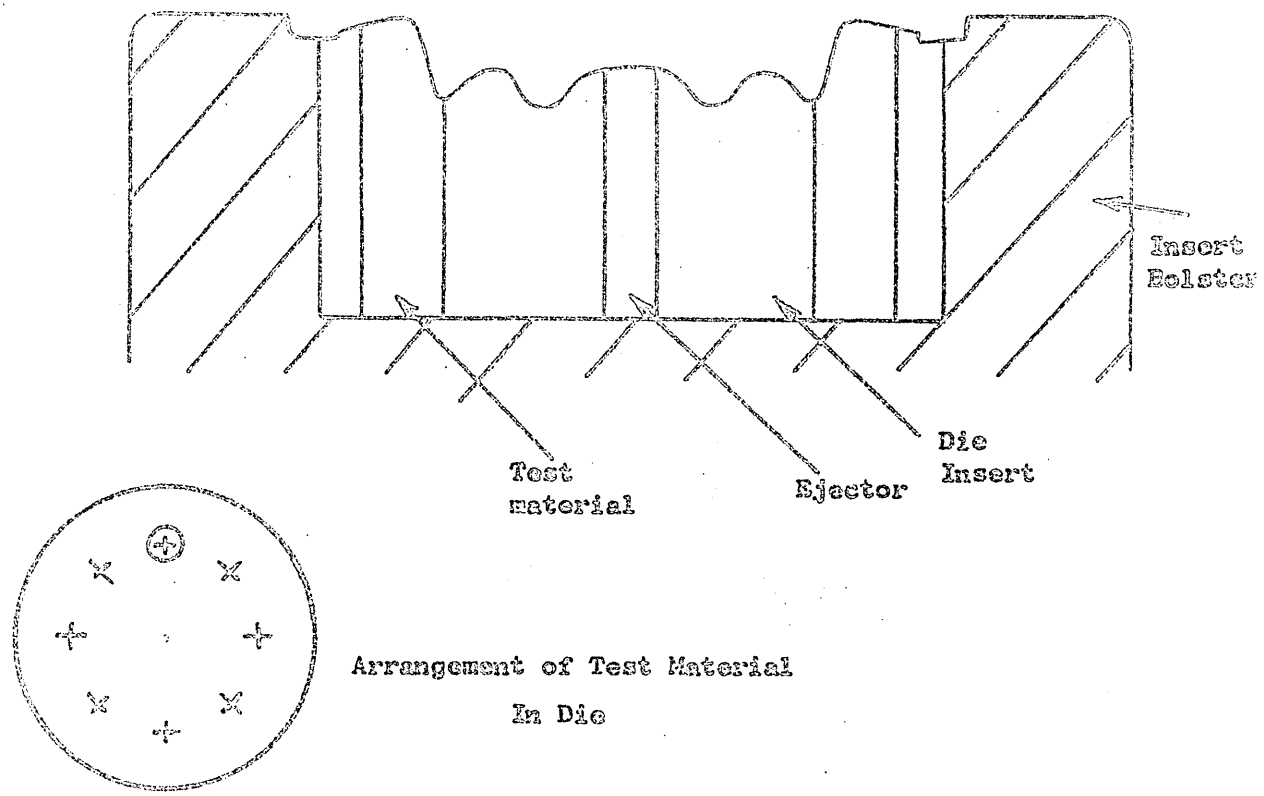 Insert
Bolster
Die
Insert
Test
material
Ejector
Arrangement of Test Material
In Die